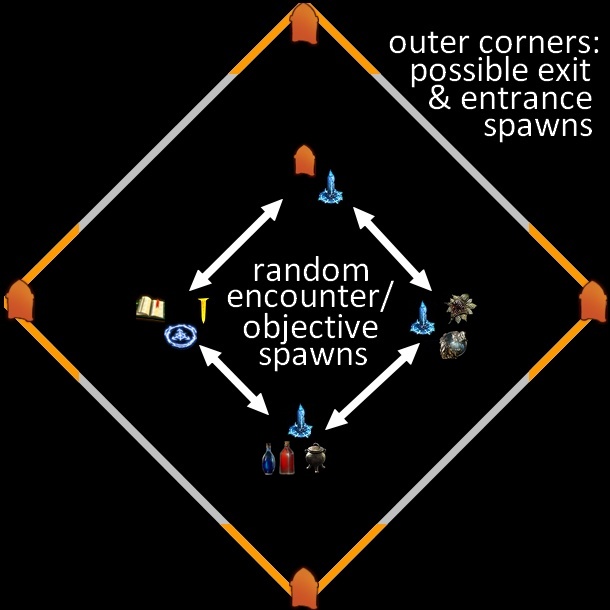 outer corners:
possible exit
& entrance
spawns
random
encounter/
objective
spawns